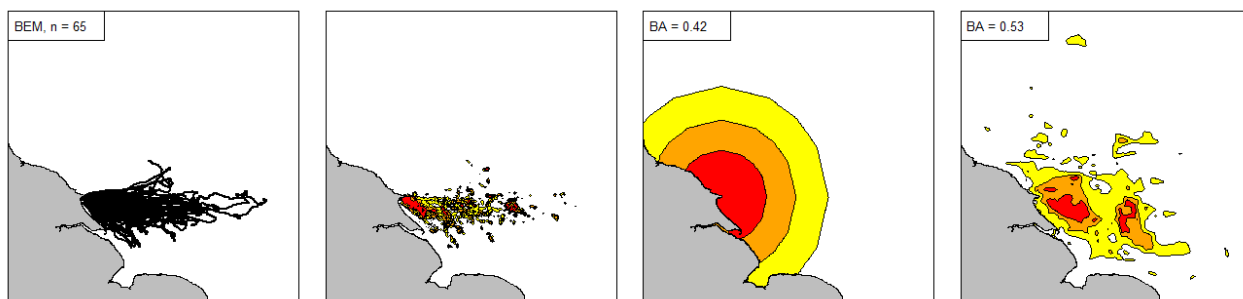 BEM, n = 65
BA = 0.42
BA = 0.53